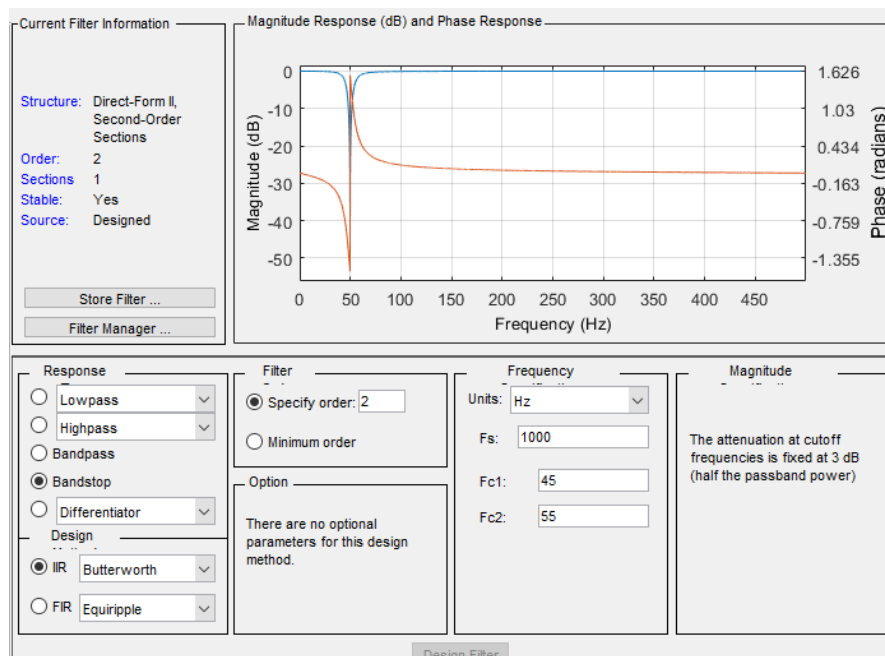 Current Filter Information
Structure: Direct-Form II,
Second-Order
Sections
Order: 2
Sections 1
Stable: Yes
Source: Designed
Store Filter ...
Filter Manager ...
Magnitude Response (dB) and Phase Response
Magnitude (dB)
0
-10
-20
-30
-40
-50
1.626
1.03
0.434
-0.163
-0.759
-1.355
Phase (radians)
0 50 100 150 200 250 300 350 400 450
Frequency (Hz)
Response
Lowpass
Highpass
Bandpass
Bandstop
Differentiator
Design
IIR Butterworth
FIR Equiripple
Filter
Specify order: 2
Minimum order
Option
There are no optional
parameters for this design
method.
Frequency
Units: Hz
Fs: 1000
Fc1: 45
Fc2: 55
Magnitude
The attenuation at cutoff
frequencies is fixed at 3 dB
(half the passband power)
Design Filter